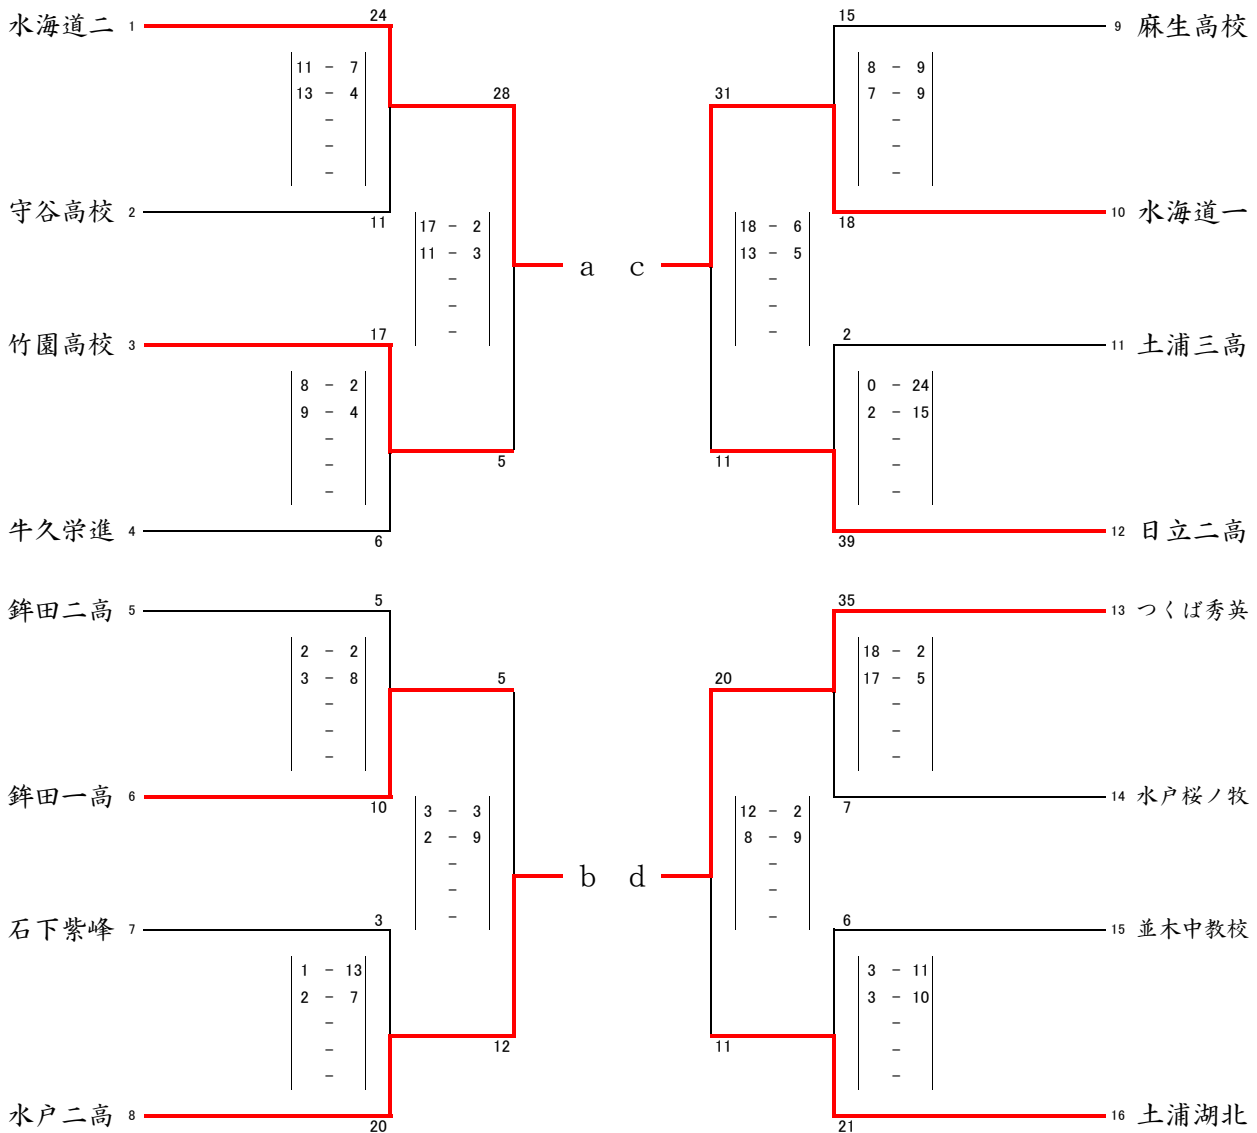 水海道二 1 24
11 - 7
13 - 4
-
-
-
守谷高校 2 11
28
17 - 2
11 - 3
-
-
-
a
竹園高校 3 17
8 - 2
9 - 4
-
-
-
牛久栄進 4 6
5
鉾田二高 5 5
2 - 2
3 - 8
-
-
-
鉾田一高 6 10
5
3 - 3
2 - 9
-
-
-
b
石下紫峰 7 3
1 - 13
2 - 7
-
-
-
水戸二高 8 20
12
15 9 麻生高校
8 - 9
7 - 9
-
-
-
18 10 水海道一
31
18 - 6
13 - 5
-
-
-
c
2 11 土浦三高
0 - 24
2 - 15
-
-
-
39 12 日立二高
11
35 13 つくば秀英
18 - 2
17 - 5
-
-
-
7 14 水戸桜ノ牧
20
12 - 2
8 - 9
-
-
-
d
6 15 並木中教校
3 - 11
3 - 10
-
-
-
21 16 土浦湖北
11